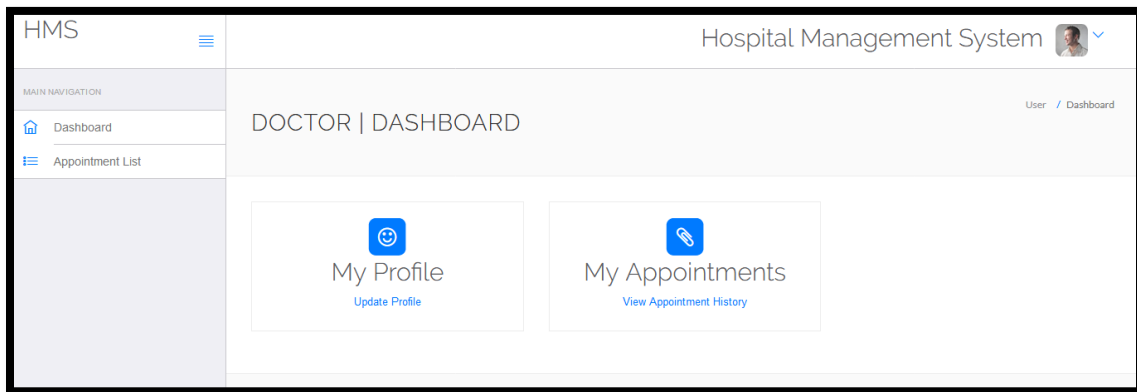 HMS
Hospital Management System
MAIN NAVIGATION
Dashboard
Appointment List
User / Dashboard
DOCTOR | DASHBOARD
My Profile
Update Profile
My Appointments
View Appointment History